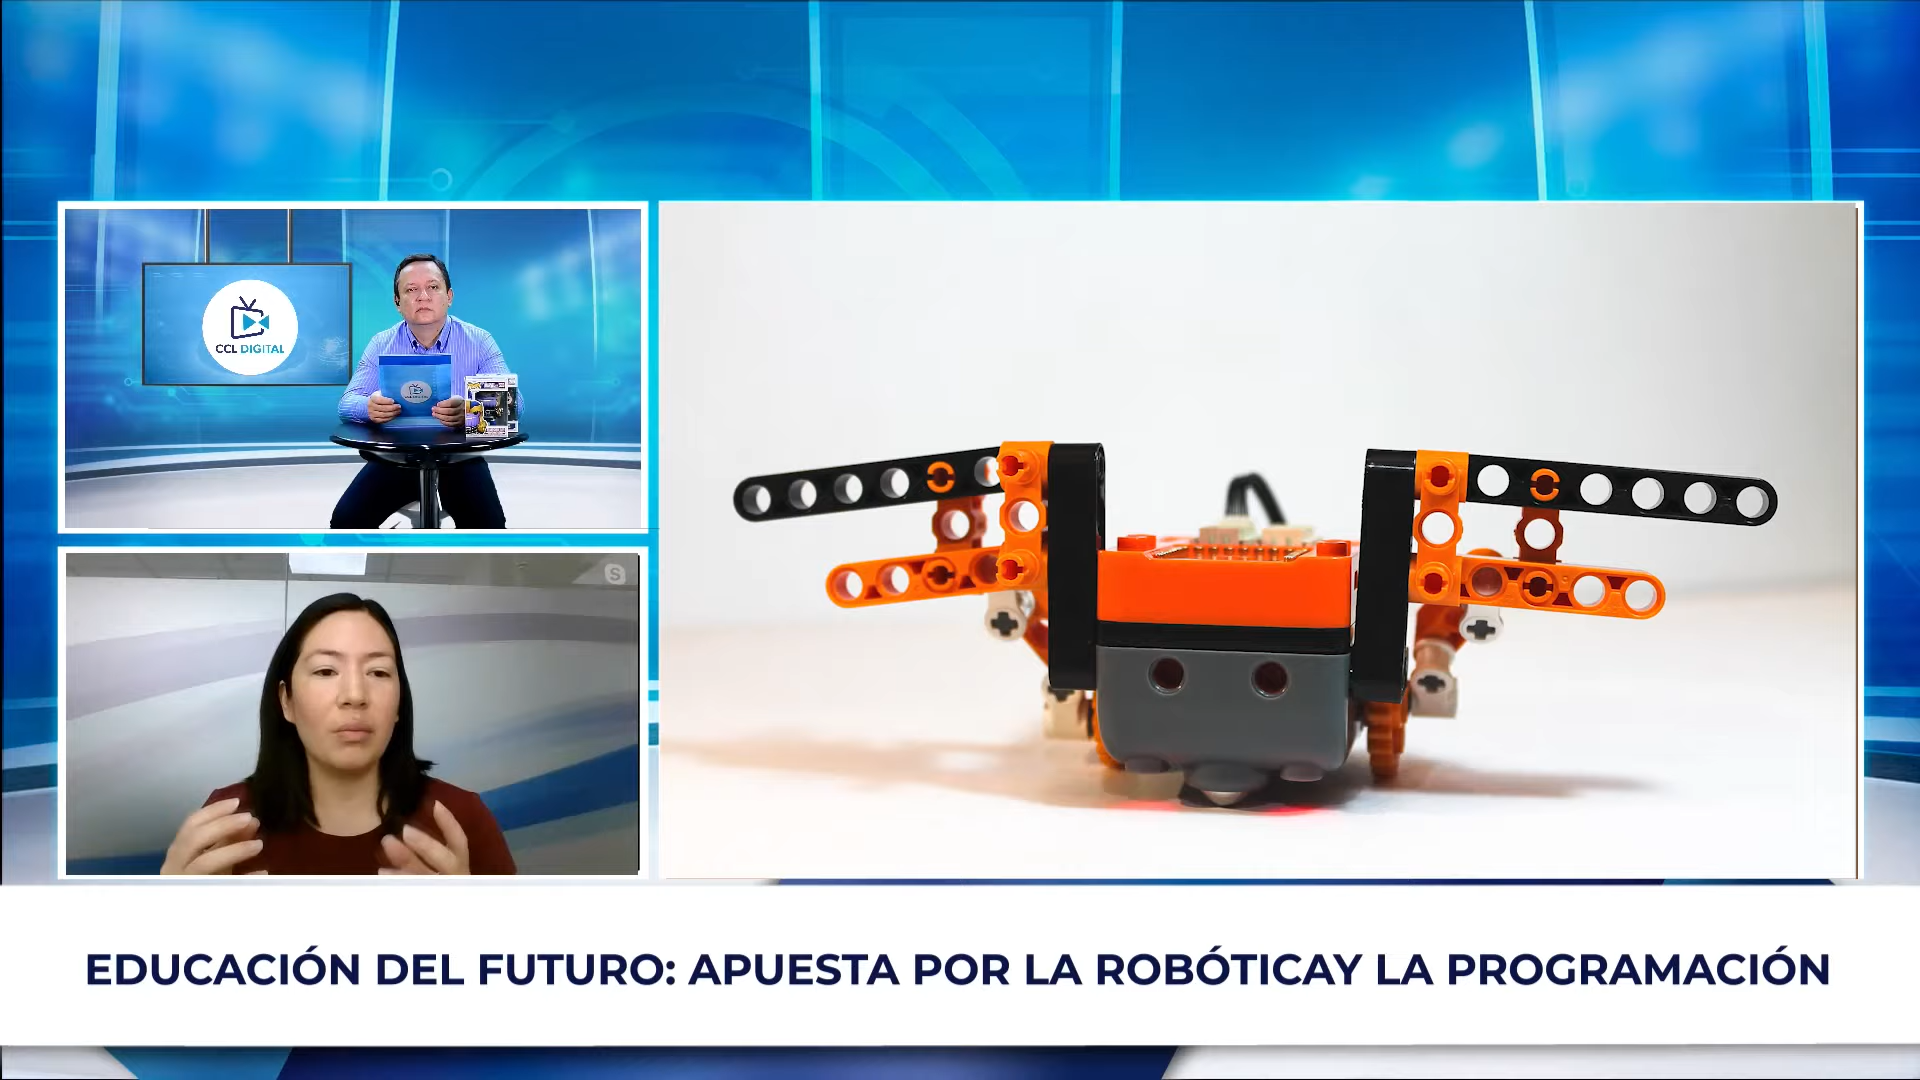 CCL DIGITAL
S
EDUCACIÓN DEL FUTURO: APUESTA POR LA ROBÓTICAY LA PROGRAMACIÓN